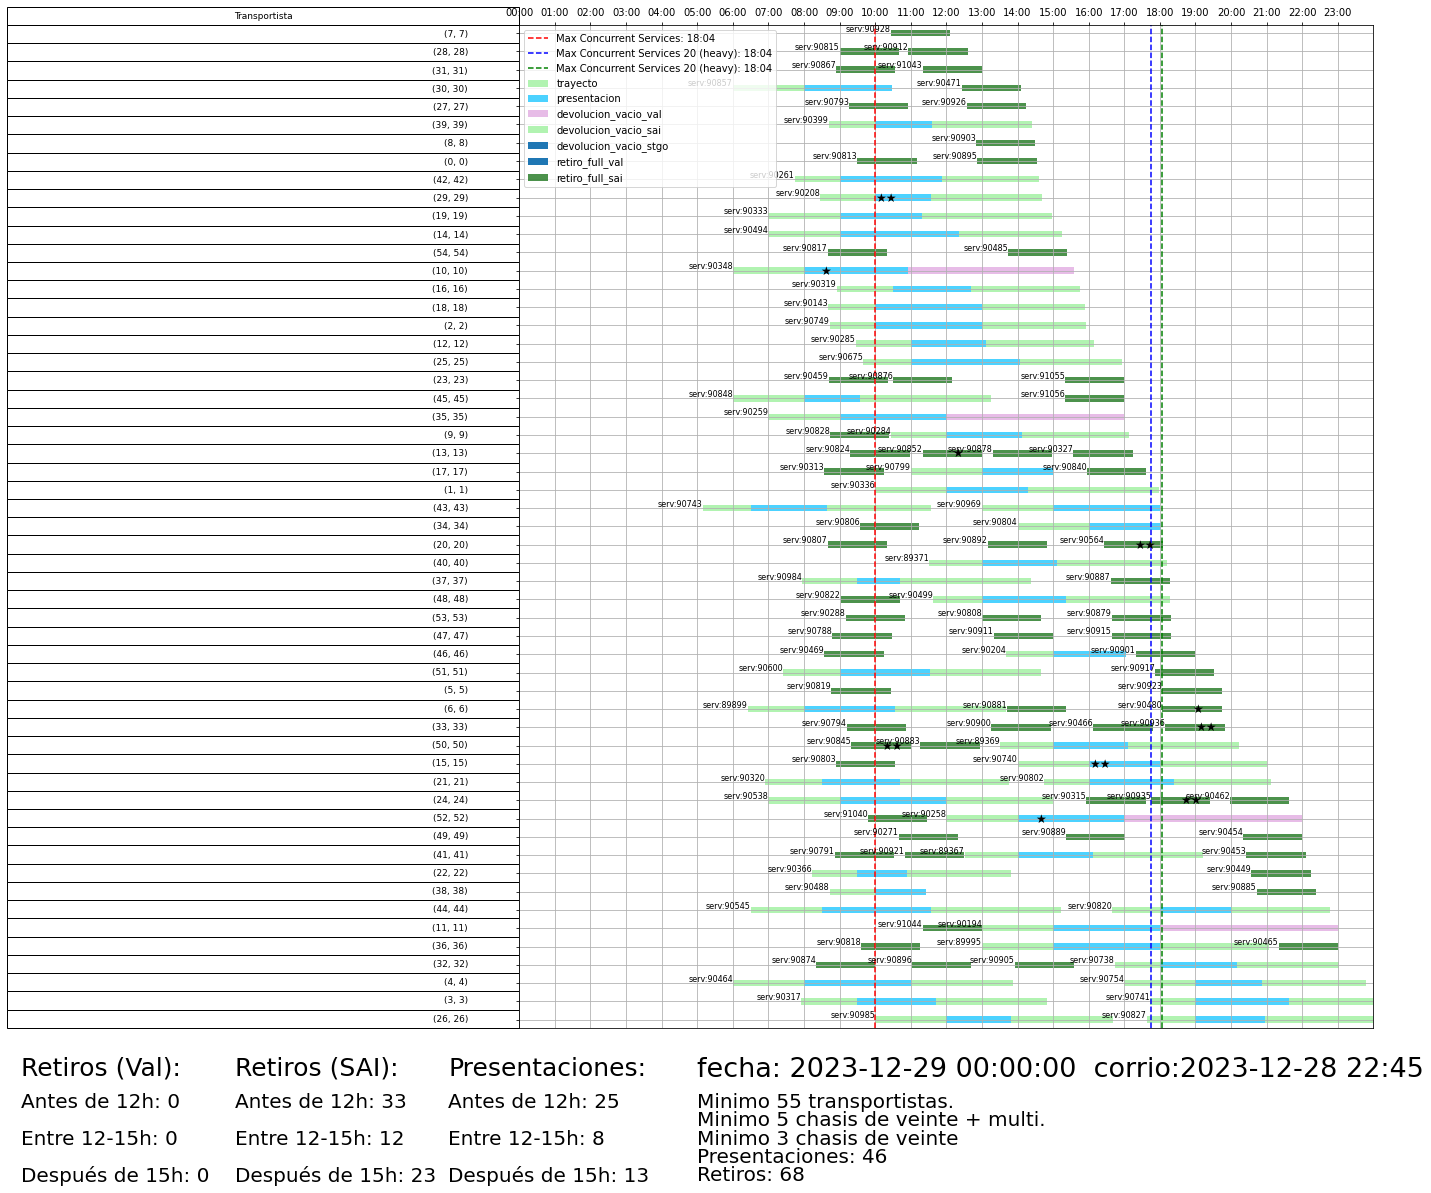 Transportista
00:00 01:00 02:00 03:00 04:00 05:00 06:00 07:00 08:00 09:00 10:00 11:00 12:00 13:00 14:00 15:00 16:00 17:00 18:00 19:00 20:00 21:00 22:00 23:00
Max Concurrent Services: 18:04
Max Concurrent Services 20 (heavy): 18:04
Max Concurrent Services 20 (heavy): 18:04
trayecto
presentacion
devolucion_vacio_val
devolucion_vacio_sai
devolucion_vacio_stgo
retiro_full_val
retiro_full_sai
(7, 7) serv:90928
(28, 28) serv:90815 serv:90912
(31, 31) serv:90867 serv:91043
(30, 30) serv:90857 serv:90471
(27, 27) serv:90793 serv:90926
(39, 39) serv:90399
(8, 8) serv:90903
(0, 0) serv:90813 serv:90895
(42, 42) serv:90261
(29, 29) serv:90208
(19, 19) serv:90333
(14, 14) serv:90494
(54, 54) serv:90817 serv:90485
(10, 10) serv:90348
(16, 16) serv:90319
(18, 18) serv:90143
(2, 2) serv:90749
(12, 12) serv:90285
(25, 25) serv:90675
(23, 23) serv:90459 serv:90876 serv:91055
(45, 45) serv:90848 serv:91056
(35, 35) serv:90259
(9, 9) serv:90828 serv:90284
(13, 13) serv:90824 serv:90852 serv:90878 serv:90327
(17, 17) serv:90313 serv:90799 serv:90840
(1, 1) serv:90336
(43, 43) serv:90743 serv:90969
(34, 34) serv:90806 serv:90804
(20, 20) serv:90807 serv:90892 serv:90564
(40, 40) serv:89371
(37, 37) serv:90984 serv:90887
(48, 48) serv:90822 serv:90499
(53, 53) serv:90288 serv:90808 serv:90879
(47, 47) serv:90788 serv:90911 serv:90915
(46, 46) serv:90469 serv:90204 serv:90901
(51, 51) serv:90600 serv:90917
(5, 5) serv:90819 serv:90923
(6, 6) serv:89899 serv:90881 serv:90480
(33, 33) serv:90794 serv:90900 serv:90466 serv:90936
(50, 50) serv:90845 serv:90883 serv:89369
(15, 15) serv:90803 serv:90740
(21, 21) serv:90320 serv:90802
(24, 24) serv:90538 serv:90315 serv:90935 serv:90462
(52, 52) serv:91040 serv:90258
(49, 49) serv:90271 serv:90889 serv:90454
(41, 41) serv:90791 serv:90921 serv:89367 serv:90453
(22, 22) serv:90366 serv:90449
(38, 38) serv:90488 serv:90885
(44, 44) serv:90545 serv:90820
(11, 11) serv:91044 serv:90194
(36, 36) serv:90818 serv:89995 serv:90465
(32, 32) serv:90874 serv:90896 serv:90905 serv:90738
(4, 4) serv:90464 serv:90754
(3, 3) serv:90317 serv:90741
(26, 26) serv:90985 serv:90827
Retiros (Val):
Antes de 12h: 0
Entre 12-15h: 0
Después de 15h: 0
Retiros (SAI):
Antes de 12h: 33
Entre 12-15h: 12
Después de 15h: 23
Presentaciones:
Antes de 12h: 25
Entre 12-15h: 8
Después de 15h: 13
fecha: 2023-12-29 00:00:00 corrio:2023-12-28 22:45
Minimo 55 transportistas.
Minimo 5 chasis de veinte + multi.
Minimo 3 chasis de veinte
Presentaciones: 46
Retiros: 68